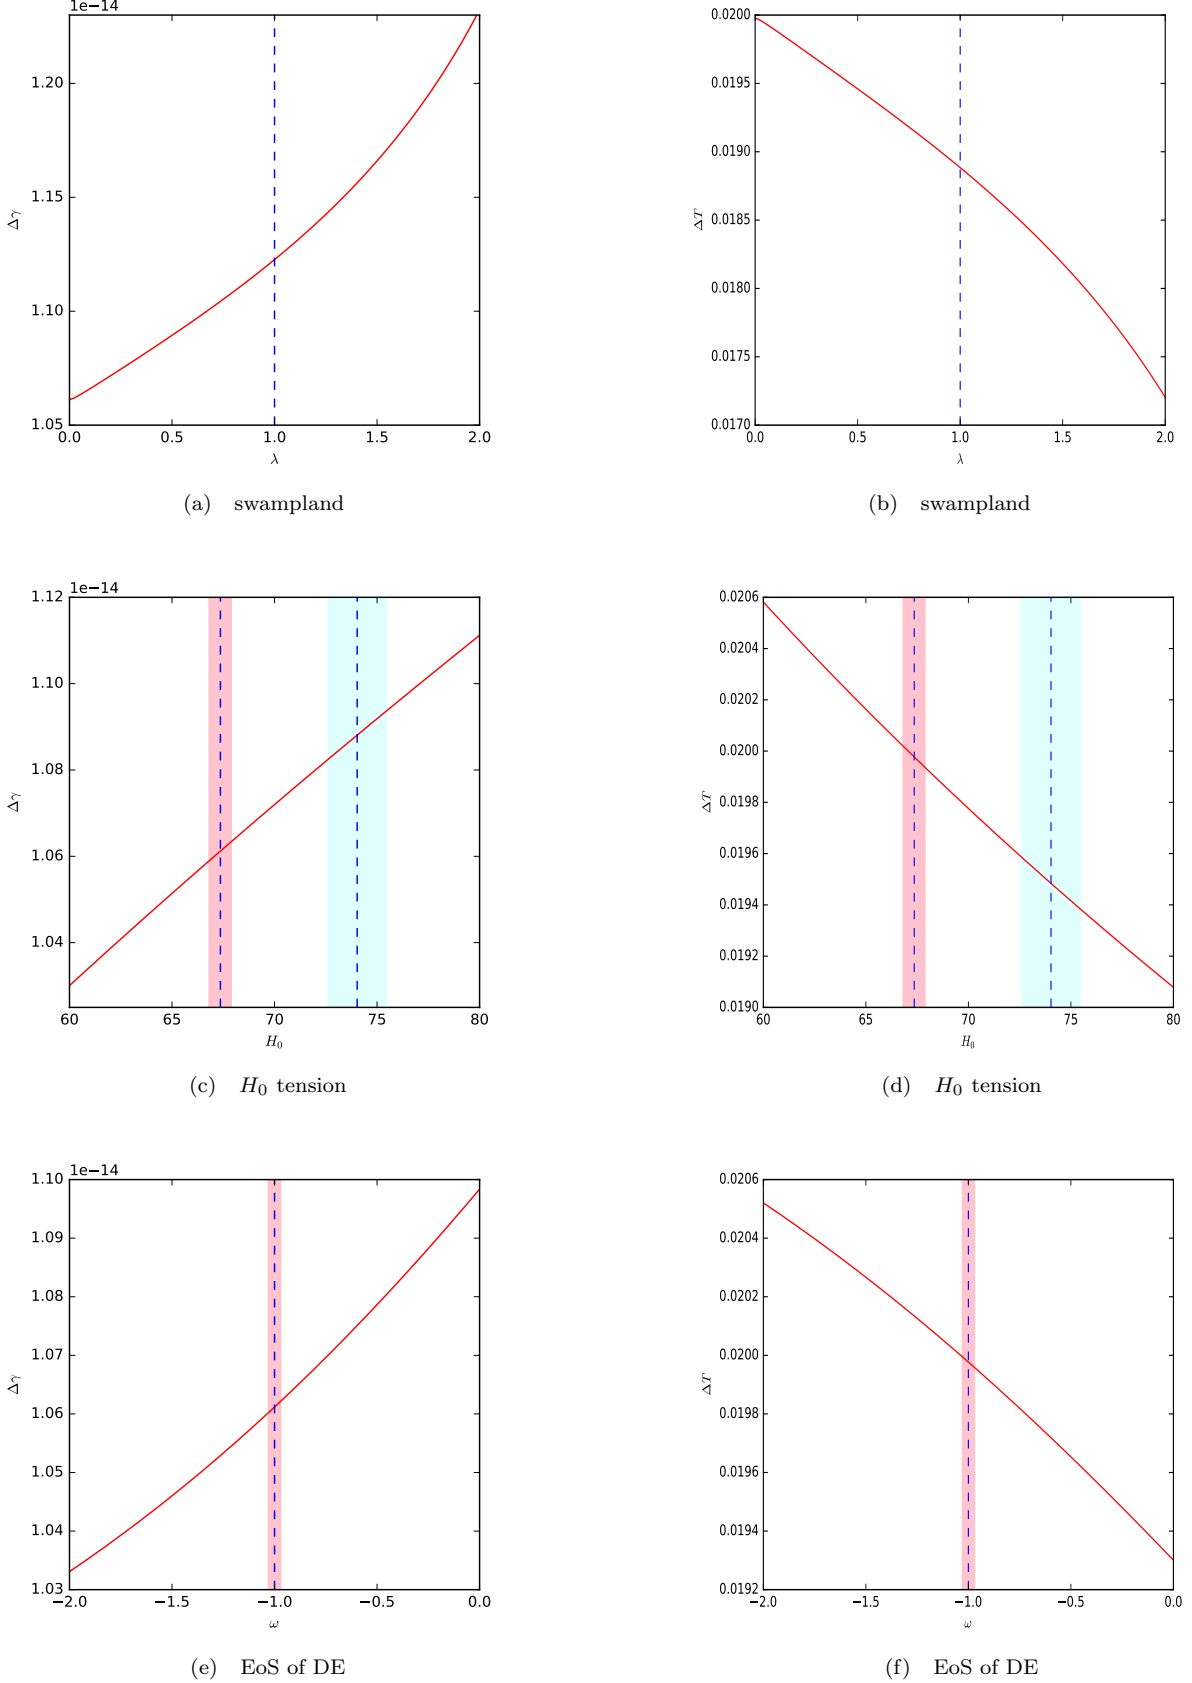 1e−14
1.20
1.15
1.10
1.05
Δγ
0.0 0.5 1.0 1.5 2.0
λ
(a) swampland
0.0200
0.0195
0.0190
0.0185
0.0180
0.0175
0.0170
ΔT
0.0 0.5 1.0 1.5 2.0
λ
(b) swampland
1e−14
1.12
1.10
1.08
1.06
1.04
Δγ
60 65 70 75 80
H₀
(c) H₀ tension
0.0206
0.0204
0.0202
0.0200
0.0198
0.0196
0.0194
0.0192
0.0190
ΔT
60 65 70 75 80
H₀
(d) H₀ tension
1e−14
1.10
1.09
1.08
1.07
1.06
1.05
1.04
1.03
Δγ
−2.0 −1.5 −1.0 −0.5 0.0
ω
(e) EoS of DE
0.0206
0.0204
0.0202
0.0200
0.0198
0.0196
0.0194
0.0192
ΔT
−2.0 −1.5 −1.0 −0.5 0.0
ω
(f) EoS of DE